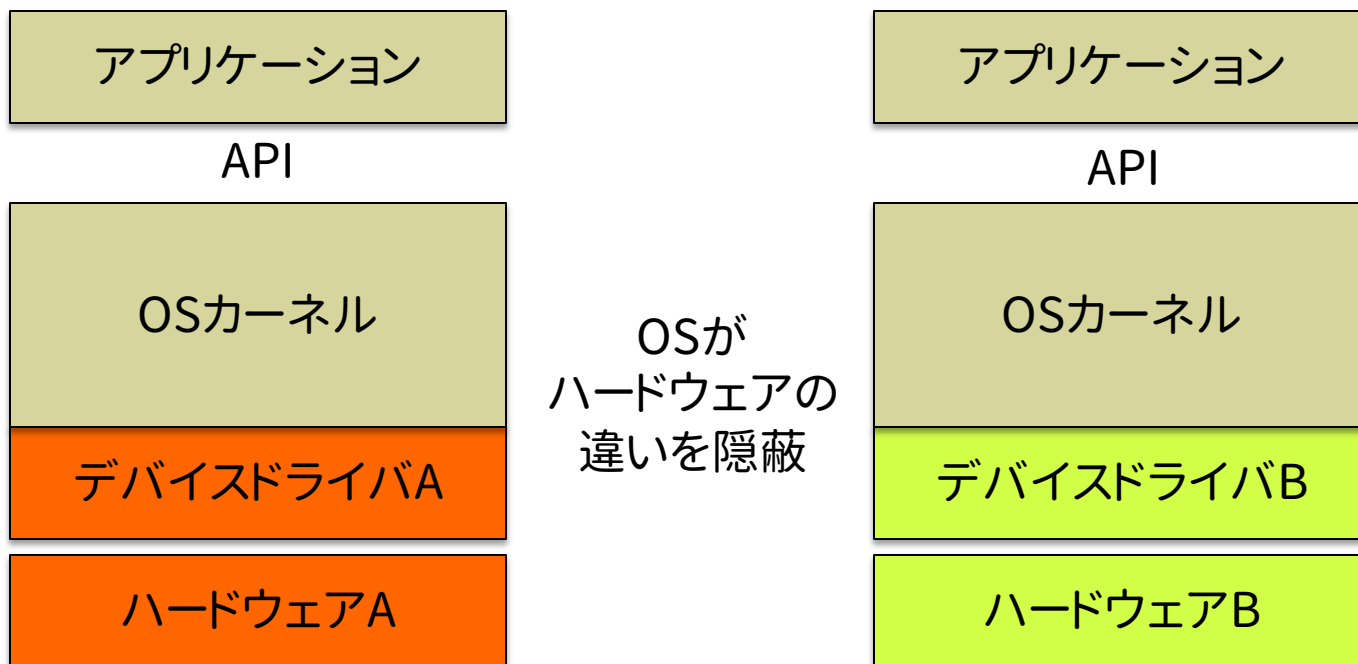 アプリケーション
API
OSカーネル
デバイスドライバA
ハードウェアA
OSが
ハードウェアの
違いを隠蔽
アプリケーション
API
OSカーネル
デバイスドライバB
ハードウェアB